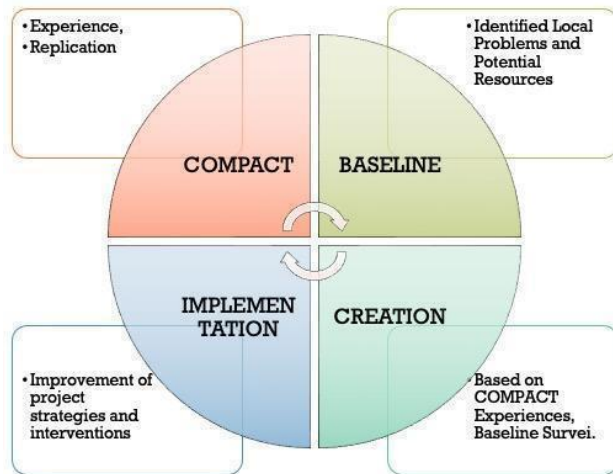 • Experience,
• Replication
• Identified Local
Problems and
Potential
Resources
COMPACT
BASELINE
IMPLEMEN
TATION
CREATION
• Improvement of
project
strategies and
interventions
• Based on
COMPACT
Experiences,
Baseline Survei.